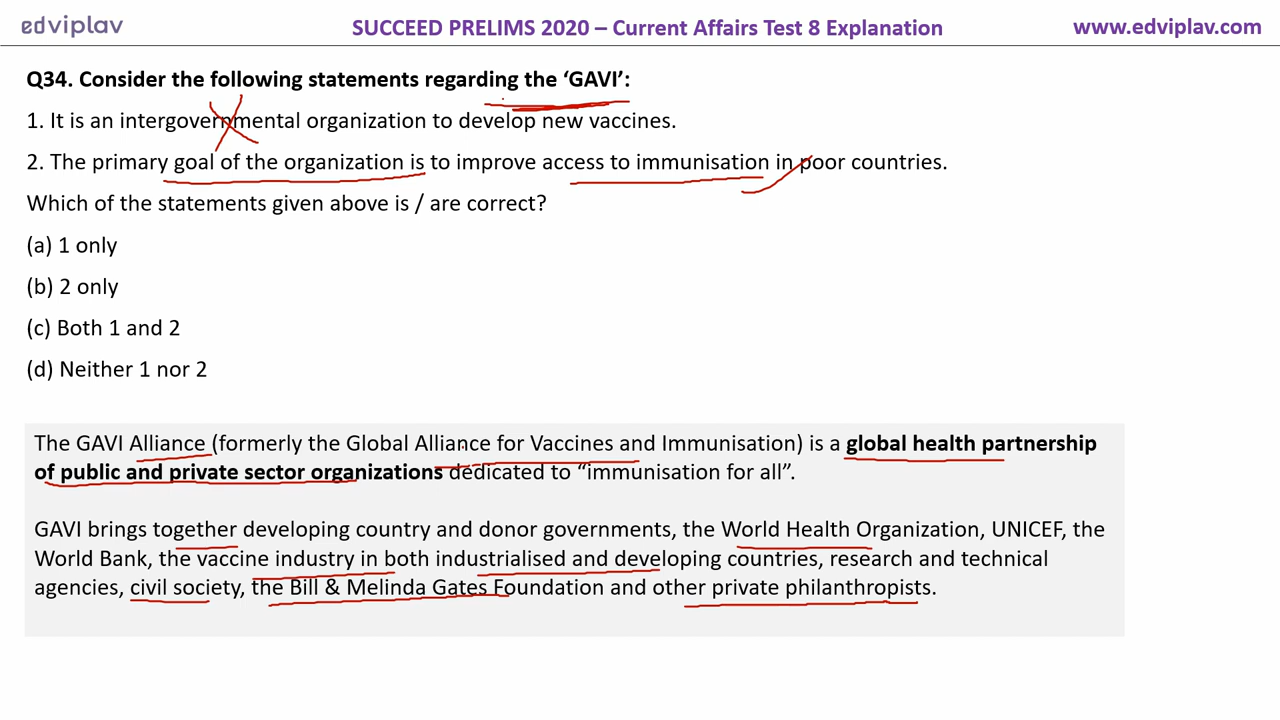 edviplav
SUCCEED PRELIMS 2020 – Current Affairs Test 8 Explanation
www.edviplav.com
Q34. Consider the following statements regarding the ‘GAVI’:
1. It is an intergovernmental organization to develop new vaccines.
2. The primary goal of the organization is to improve access to immunisation in poor countries.
Which of the statements given above is / are correct?
(a) 1 only
(b) 2 only
(c) Both 1 and 2
(d) Neither 1 nor 2
The GAVI Alliance (formerly the Global Alliance for Vaccines and Immunisation) is a global health partnership
of public and private sector organizations dedicated to “immunisation for all”.
GAVI brings together developing country and donor governments, the World Health Organization, UNICEF, the
World Bank, the vaccine industry in both industrialised and developing countries, research and technical
agencies, civil society, the Bill & Melinda Gates Foundation and other private philanthropists.